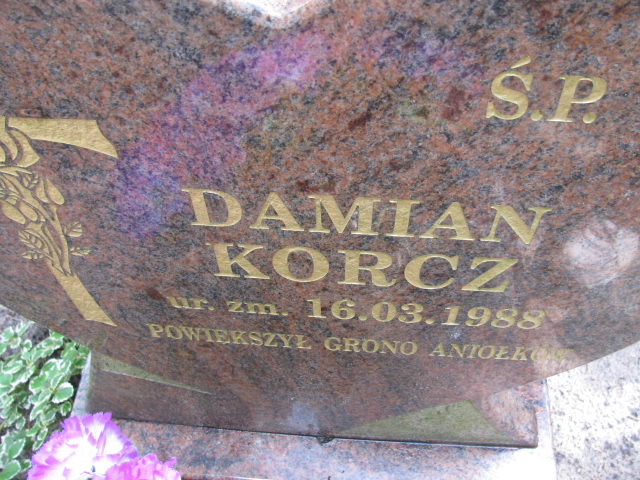 Ś.P.
DAMIAN
KORCZ
ur. zm. 16.03.1988
POWIĘKSZYŁ GRONO ANIOŁKÓW